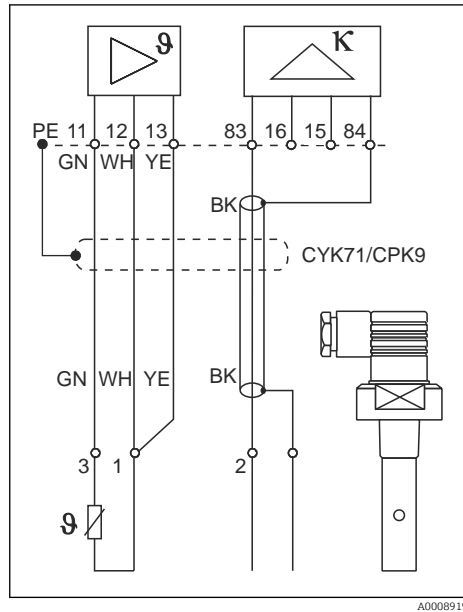 ϑ κ
PE 11 12 13 83 16 15 84
GN WH YE
BK
CYK71/CPK9
GN WH YE BK
3 1 2
ϑ